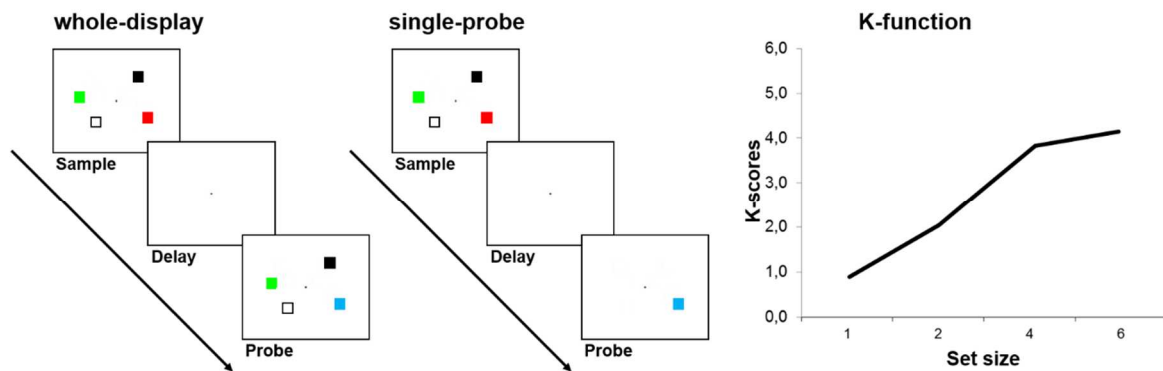 whole-display
Sample
Delay
Probe
single-probe
Sample
Delay
Probe
K-function
K-scores
6,0
5,0
4,0
3,0
2,0
1,0
0,0
1 2 4 6
Set size